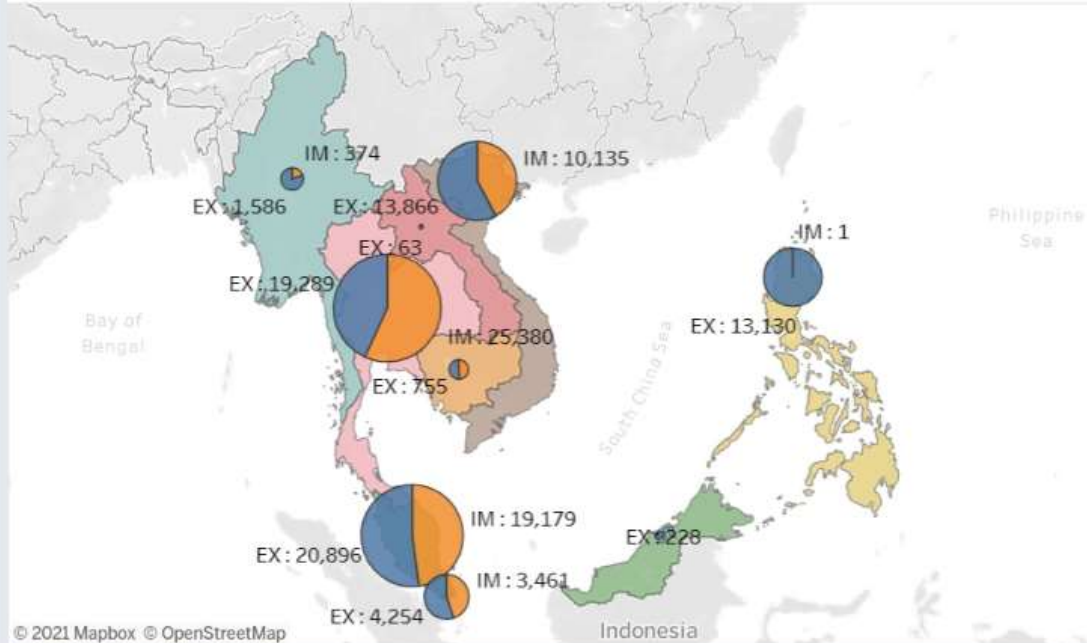 IM : 374
IM : 10,135
EX : 1,586
EX : 13,866
Philippine
Sea
IM : 1
EX : 63
EX : 19,289
Bay of
Bengal
EX : 13,130
IM : 25,380
South China Sea
EX : 755
IM : 19,179
EX : 228
EX : 20,896
IM : 3,461
EX : 4,254
Indonesia
© 2021 Mapbox © OpenStreetMap